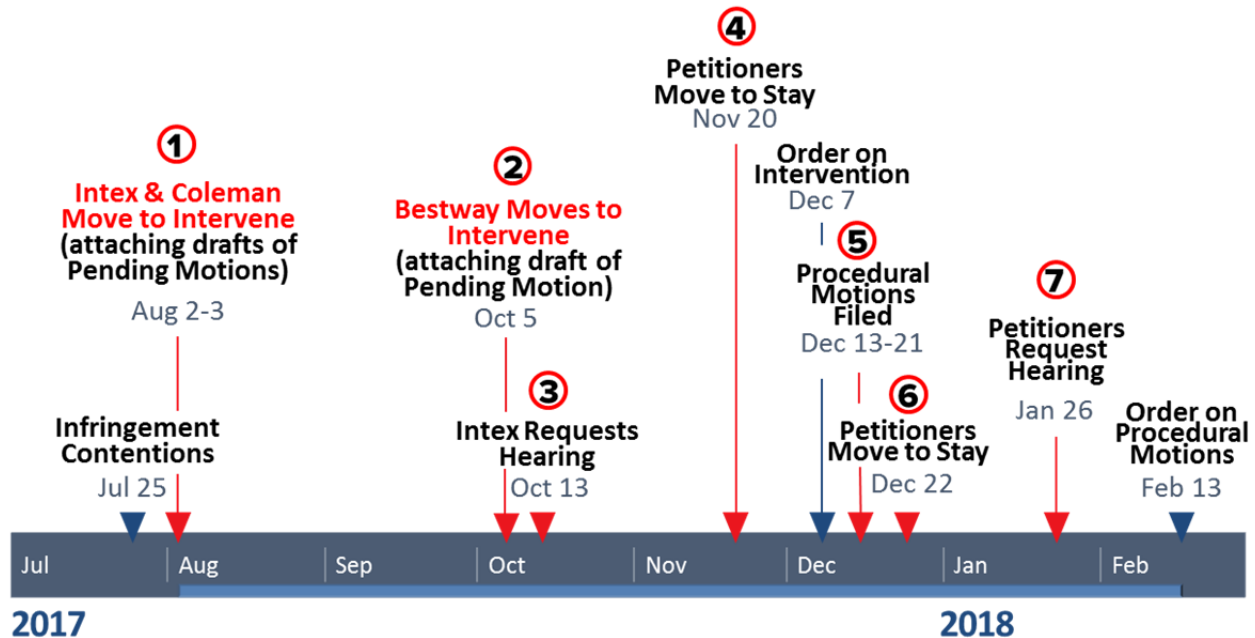 1
Intex & Coleman
Move to Intervene
(attaching drafts of
Pending Motions)
Aug 2-3
Infringement
Contentions
Jul 25
2
Bestway Moves to
Intervene
(attaching draft of
Pending Motion)
Oct 5
3
Intex Requests
Hearing
Oct 13
4
Petitioners
Move to Stay
Nov 20
Order on
Intervention
Dec 7
5
Procedural
Motions
Filed
Dec 13-21
6
Petitioners
Move to Stay
Dec 22
7
Petitioners
Request
Hearing
Jan 26
Order on
Procedural
Motions
Feb 13
Jul
Aug
Sep
Oct
Nov
Dec
Jan
Feb
2017
2018